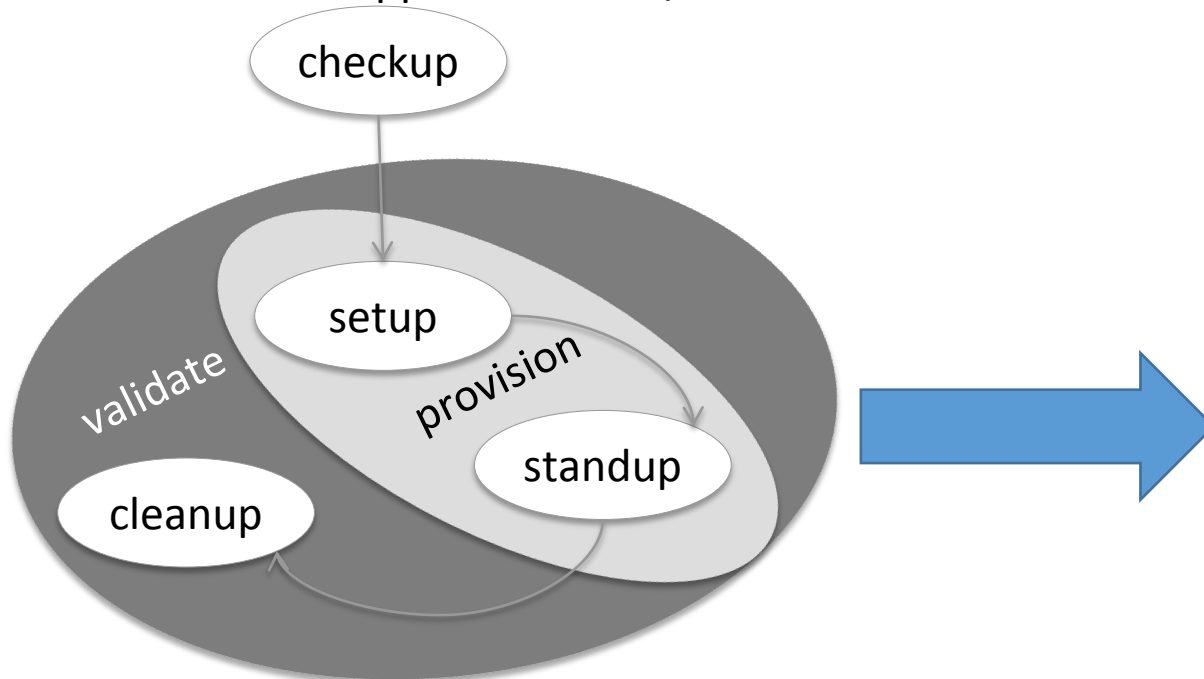 checkup
setup
provision
validate
standup
cleanup